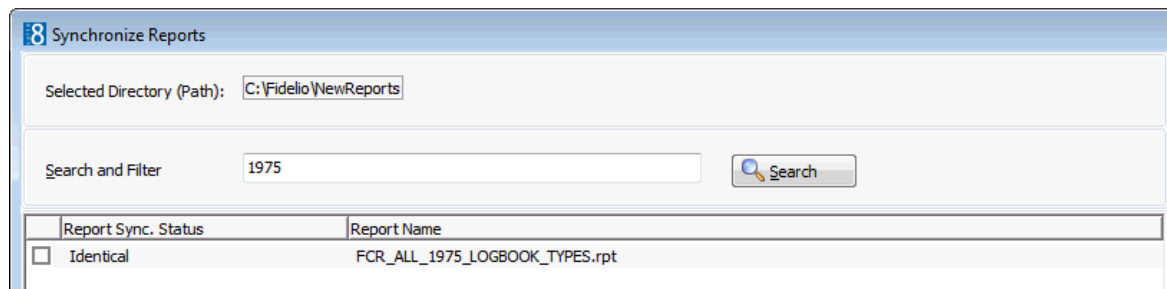 8 Synchronize Reports
Selected Directory (Path): C:\Fidelio\NewReports
Search and Filter 1975 Search
Report Sync. Status Report Name
Identical FCR_ALL_1975_LOGBOOK_TYPES.rpt